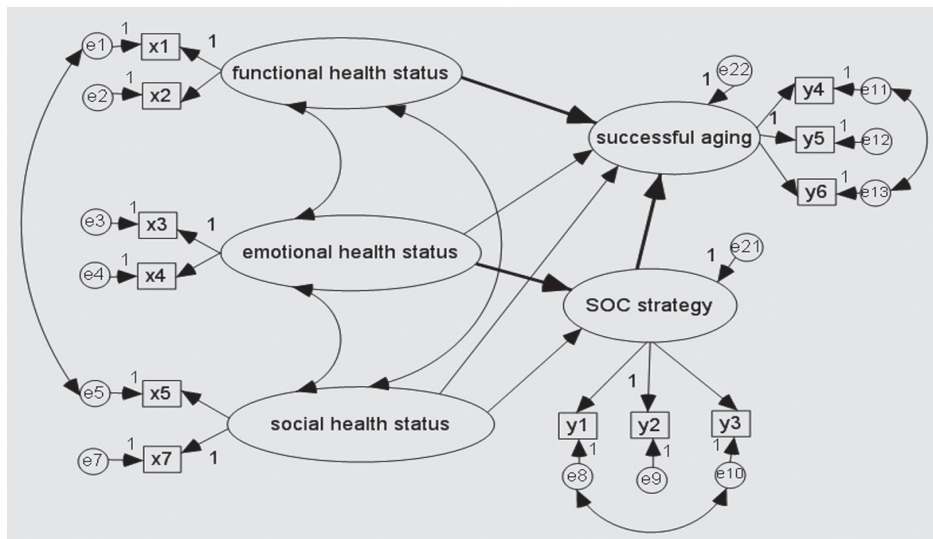 e1 1 x1 1
e2 1 x2
functional health status
e22
1
successful aging
1
y4 1 e11
y5 1 e12
y6 1 e13
e3 1 x3 1
e4 1 x4
emotional health status
e21
1
SOC strategy
e5 1 x5
e7 1 x7 1
social health status
1
y1 y2 y3
1 1 1
e8 e9 e10